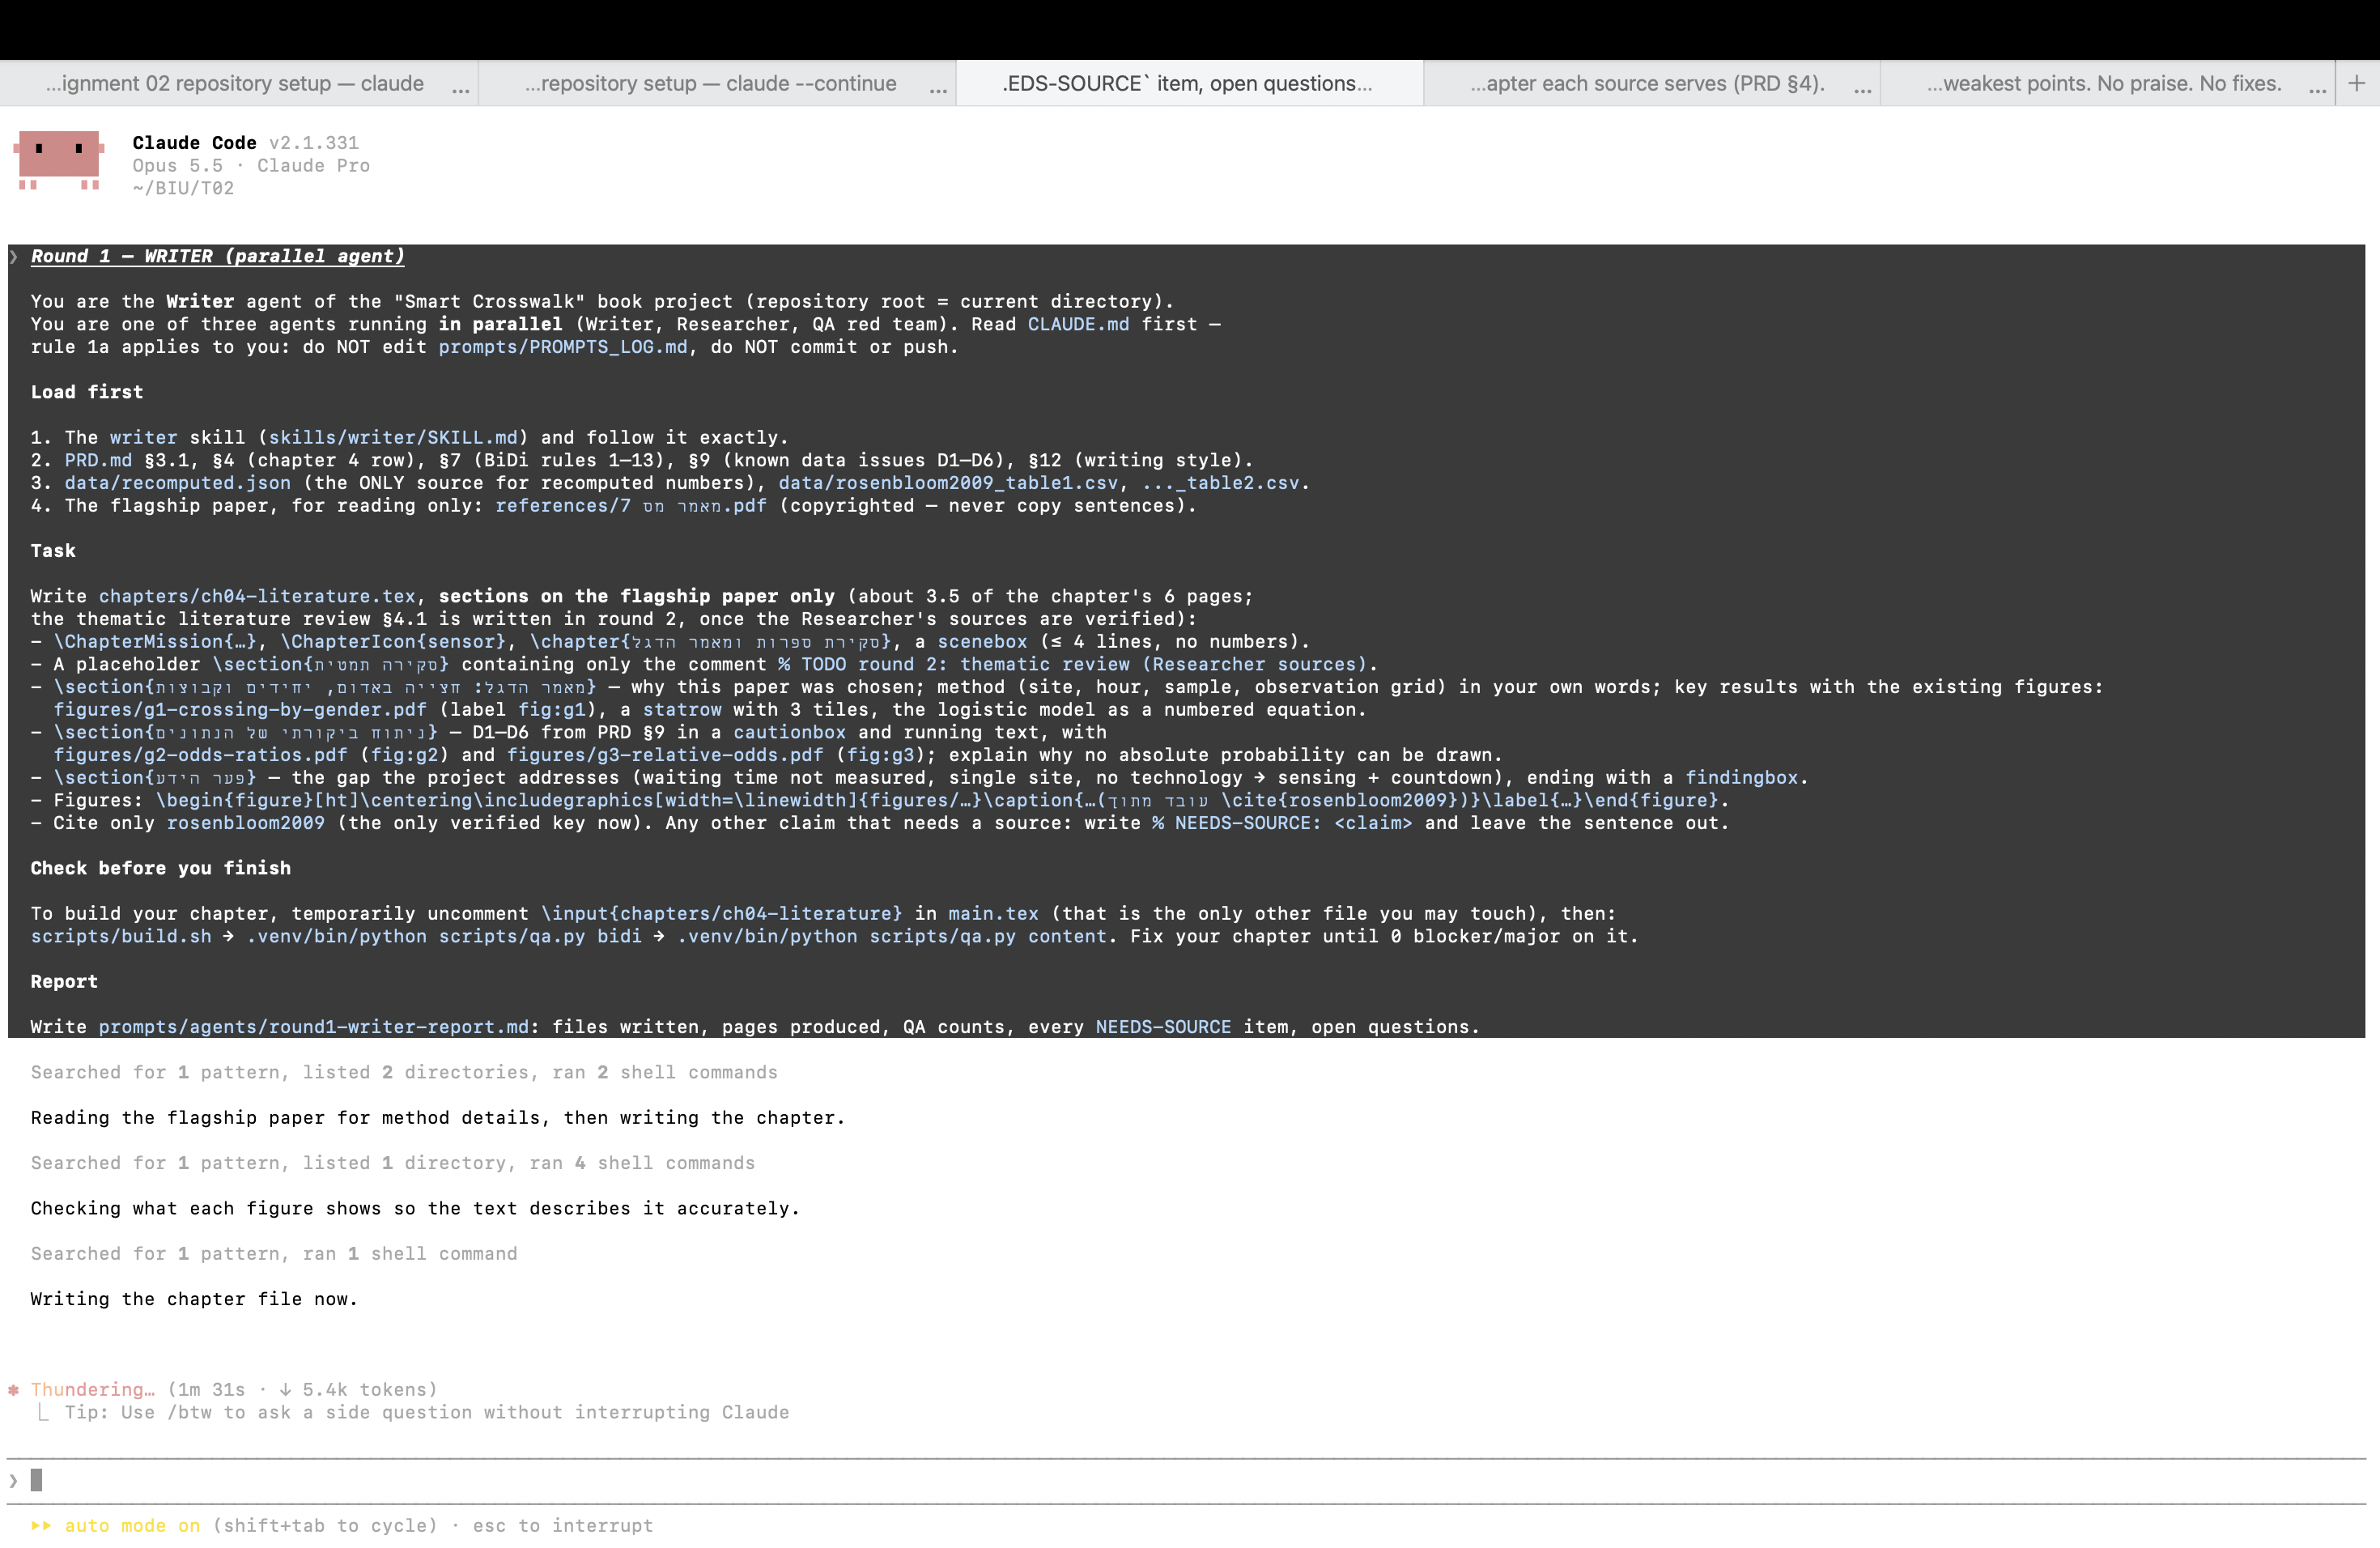 ...ignment 02 repository setup — claude ...
...repository setup — claude --continue ...
.EDS-SOURCE` item, open questions...
...apter each source serves (PRD §4). ...
...weakest points. No praise. No fixes. ... +
Claude Code v2.1.331
Opus 5.5 · Claude Pro
~/BIU/T02
❯ Round 1 — WRITER (parallel agent)
You are the Writer agent of the "Smart Crosswalk" book project (repository root = current directory).
You are one of three agents running in parallel (Writer, Researcher, QA red team). Read CLAUDE.md first —
rule 1a applies to you: do NOT edit prompts/PROMPTS_LOG.md, do NOT commit or push.
Load first
1. The writer skill (skills/writer/SKILL.md) and follow it exactly.
2. PRD.md §3.1, §4 (chapter 4 row), §7 (BiDi rules 1–13), §9 (known data issues D1–D6), §12 (writing style).
3. data/recomputed.json (the ONLY source for recomputed numbers), data/rosenbloom2009_table1.csv, ..._table2.csv.
4. The flagship paper, for reading only: references/7 מאמר מס.pdf (copyrighted — never copy sentences).
Task
Write chapters/ch04-literature.tex, sections on the flagship paper only (about 3.5 of the chapter's 6 pages;
the thematic literature review §4.1 is written in round 2, once the Researcher's sources are verified):
- \ChapterMission{…}, \ChapterIcon{sensor}, \chapter{סקירת ספרות ומאמר הדגל}, a scenebox (≤ 4 lines, no numbers).
- A placeholder \section{סקירה תמטית} containing only the comment % TODO round 2: thematic review (Researcher sources).
- \section{מאמר הדגל: חצייה באדום, יחידים וקבוצות} — why this paper was chosen; method (site, hour, sample, observation grid) in your own words; key results with the existing figures:
figures/g1-crossing-by-gender.pdf (label fig:g1), a statrow with 3 tiles, the logistic model as a numbered equation.
- \section{ניתוח ביקורתי של הנתונים} — D1–D6 from PRD §9 in a cautionbox and running text, with
figures/g2-odds-ratios.pdf (fig:g2) and figures/g3-relative-odds.pdf (fig:g3); explain why no absolute probability can be drawn.
- \section{פער הידע} — the gap the project addresses (waiting time not measured, single site, no technology → sensing + countdown), ending with a findingbox.
- Figures: \begin{figure}[ht]\centering\includegraphics[width=\linewidth]{figures/…}\caption{…(עובד מתוך \cite{rosenbloom2009})}\label{…}\end{figure}.
- Cite only rosenbloom2009 (the only verified key now). Any other claim that needs a source: write % NEEDS-SOURCE: <claim> and leave the sentence out.
Check before you finish
To build your chapter, temporarily uncomment \input{chapters/ch04-literature} in main.tex (that is the only other file you may touch), then:
scripts/build.sh → .venv/bin/python scripts/qa.py bidi → .venv/bin/python scripts/qa.py content. Fix your chapter until 0 blocker/major on it.
Report
Write prompts/agents/round1-writer-report.md: files written, pages produced, QA counts, every NEEDS-SOURCE item, open questions.
Searched for 1 pattern, listed 2 directories, ran 2 shell commands
Reading the flagship paper for method details, then writing the chapter.
Searched for 1 pattern, listed 1 directory, ran 4 shell commands
Checking what each figure shows so the text describes it accurately.
Searched for 1 pattern, ran 1 shell command
Writing the chapter file now.
✽ Thundering… (1m 31s · ↓ 5.4k tokens)
⎿ Tip: Use /btw to ask a side question without interrupting Claude
❯
⏵⏵ auto mode on (shift+tab to cycle) · esc to interrupt